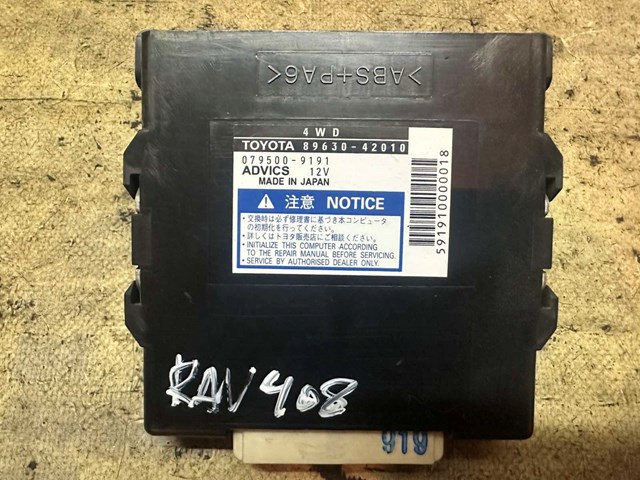 >ABS+PA6<
4WD
TOYOTA 89630-42010
079500-9191
ADVICS 12V
MADE IN JAPAN
591910000018
注意 NOTICE
・交換時は必ず修理書に基づき本コンピュータ
の初期化を行ってください。
・詳しくはトヨタ販売店にご相談ください。
・INITIALIZE THIS COMPUTER ACCORDING
TO THE REPAIR MANUAL BEFORE SERVICING.
・SERVICE BY AUTHORISED DEALER ONLY.
RAV408
919